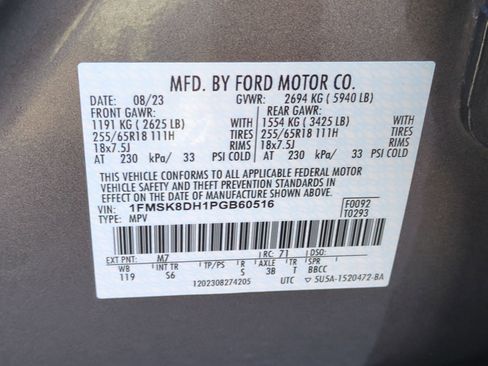 MFD. BY FORD MOTOR CO.
DATE: 08/23 GVWR: 2694 KG ( 5940 LB)
FRONT GAWR: REAR GAWR:
1191 KG ( 2625 LB) WITH 1554 KG ( 3425 LB) WITH
255/65R18 111H TIRES 255/65R18 111H TIRES
18x7.5J RIMS 18x7.5J RIMS
AT 230 kPa/ 33 PSI COLD AT 230 kPa/ 33 PSI COLD
THIS VEHICLE CONFORMS TO ALL APPLICABLE FEDERAL MOTOR
VEHICLE SAFETY AND THEFT PREVENTION STANDARDS IN
EFFECT ON THE DATE OF MANUFACTURE SHOWN ABOVE.
VIN: 1FMSK8DH1PGB60516 F0092
TYPE: MPV T0293
EXT PNT: M7 RC: 71 DSO:
WB INT TR TP/PS R AXLE TR SPR
119 S6 S 3B T BBCC
1202308274205 UTC 5U5A-1520472-BA